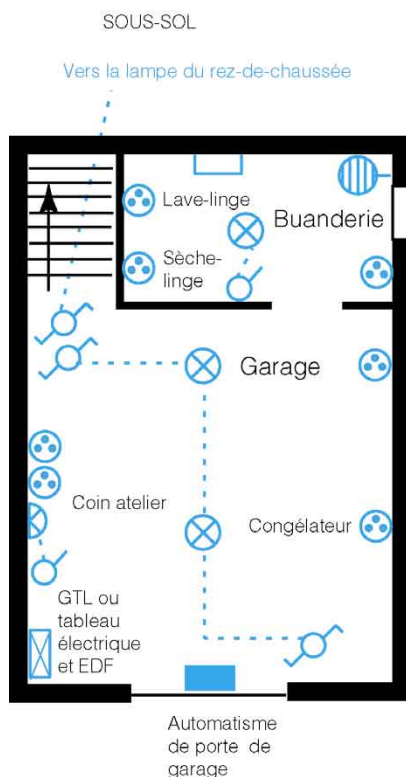 SOUS-SOL
Vers la lampe du rez-de-chaussée
Lave-linge
Buanderie
Sèche-
linge
Garage
Coin atelier
Congélateur
GTL ou
tableau
électrique
et EDF
Automatisme
de porte de
garage